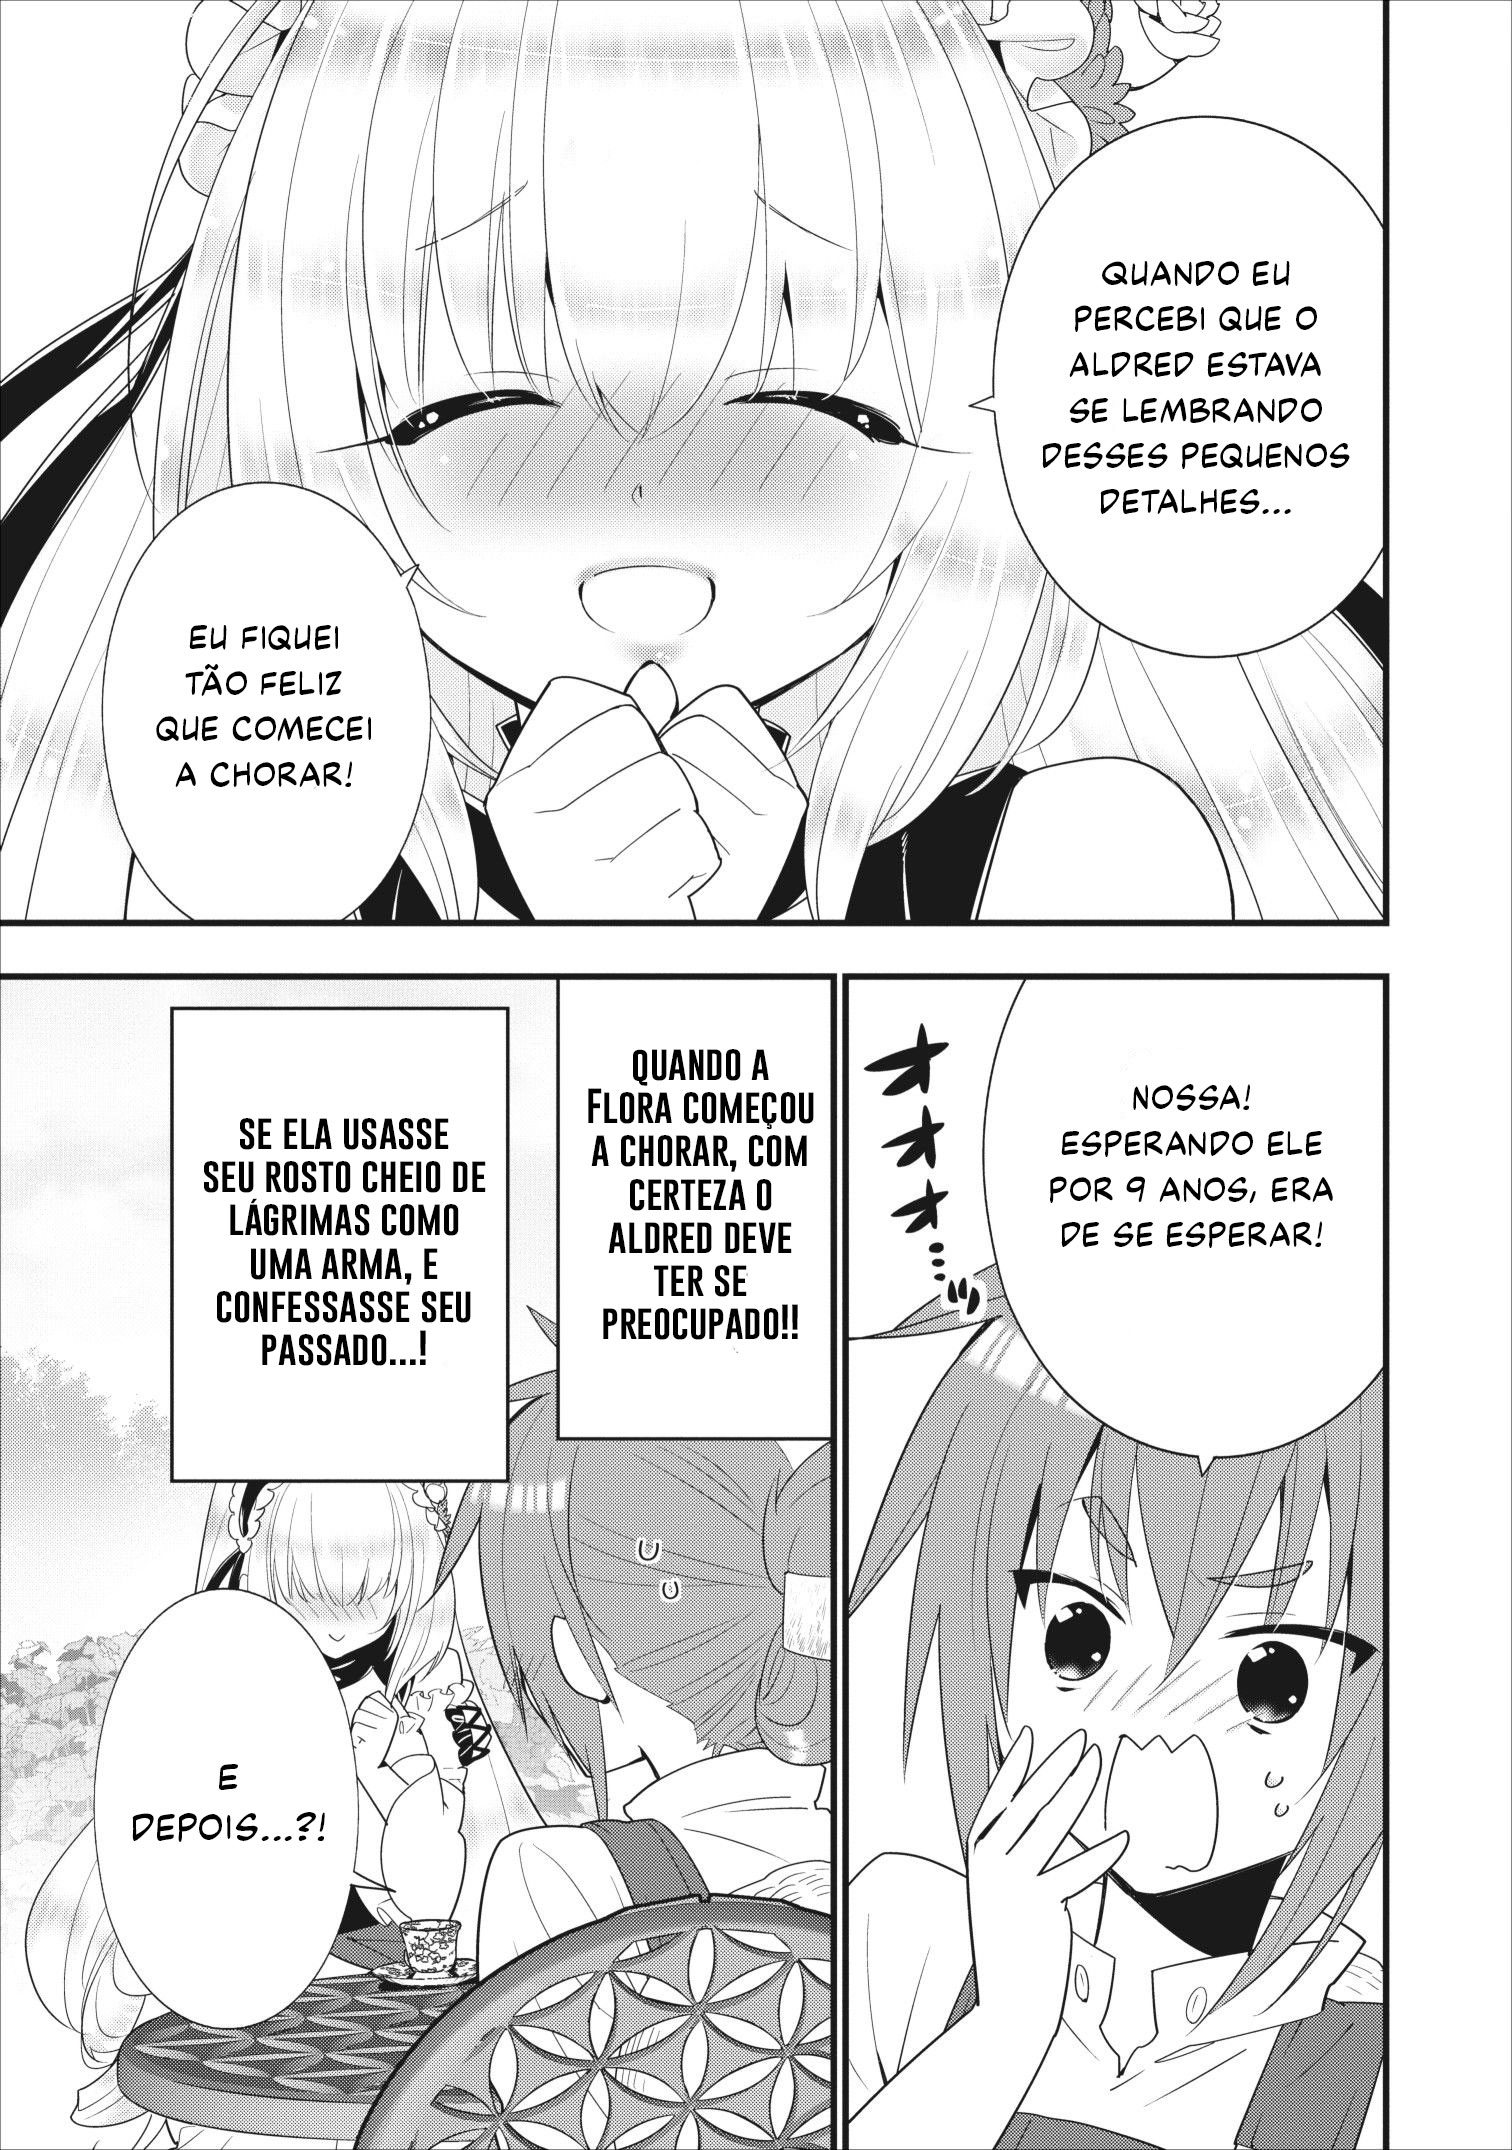 QUANDO EU
PERCEBI QUE O
ALDRED ESTAVA
SE LEMBRANDO
DESSES PEQUENOS
DETALHES...
EU FIQUEI
TÃO FELIZ
QUE COMECEI
A CHORAR!
NOSSA!
ESPERANDO ELE
POR 9 ANOS, ERA
DE SE ESPERAR!
オオオ...
QUANDO A
FLORA COMEÇOU
A CHORAR, COM
CERTEZA O
ALDRED DEVE
TER SE
PREOCUPADO!!
SE ELA USASSE
SEU ROSTO CHEIO DE
LÁGRIMAS COMO
UMA ARMA, E
CONFESSASSE SEU
PASSADO...!
E
DEPOIS...?!